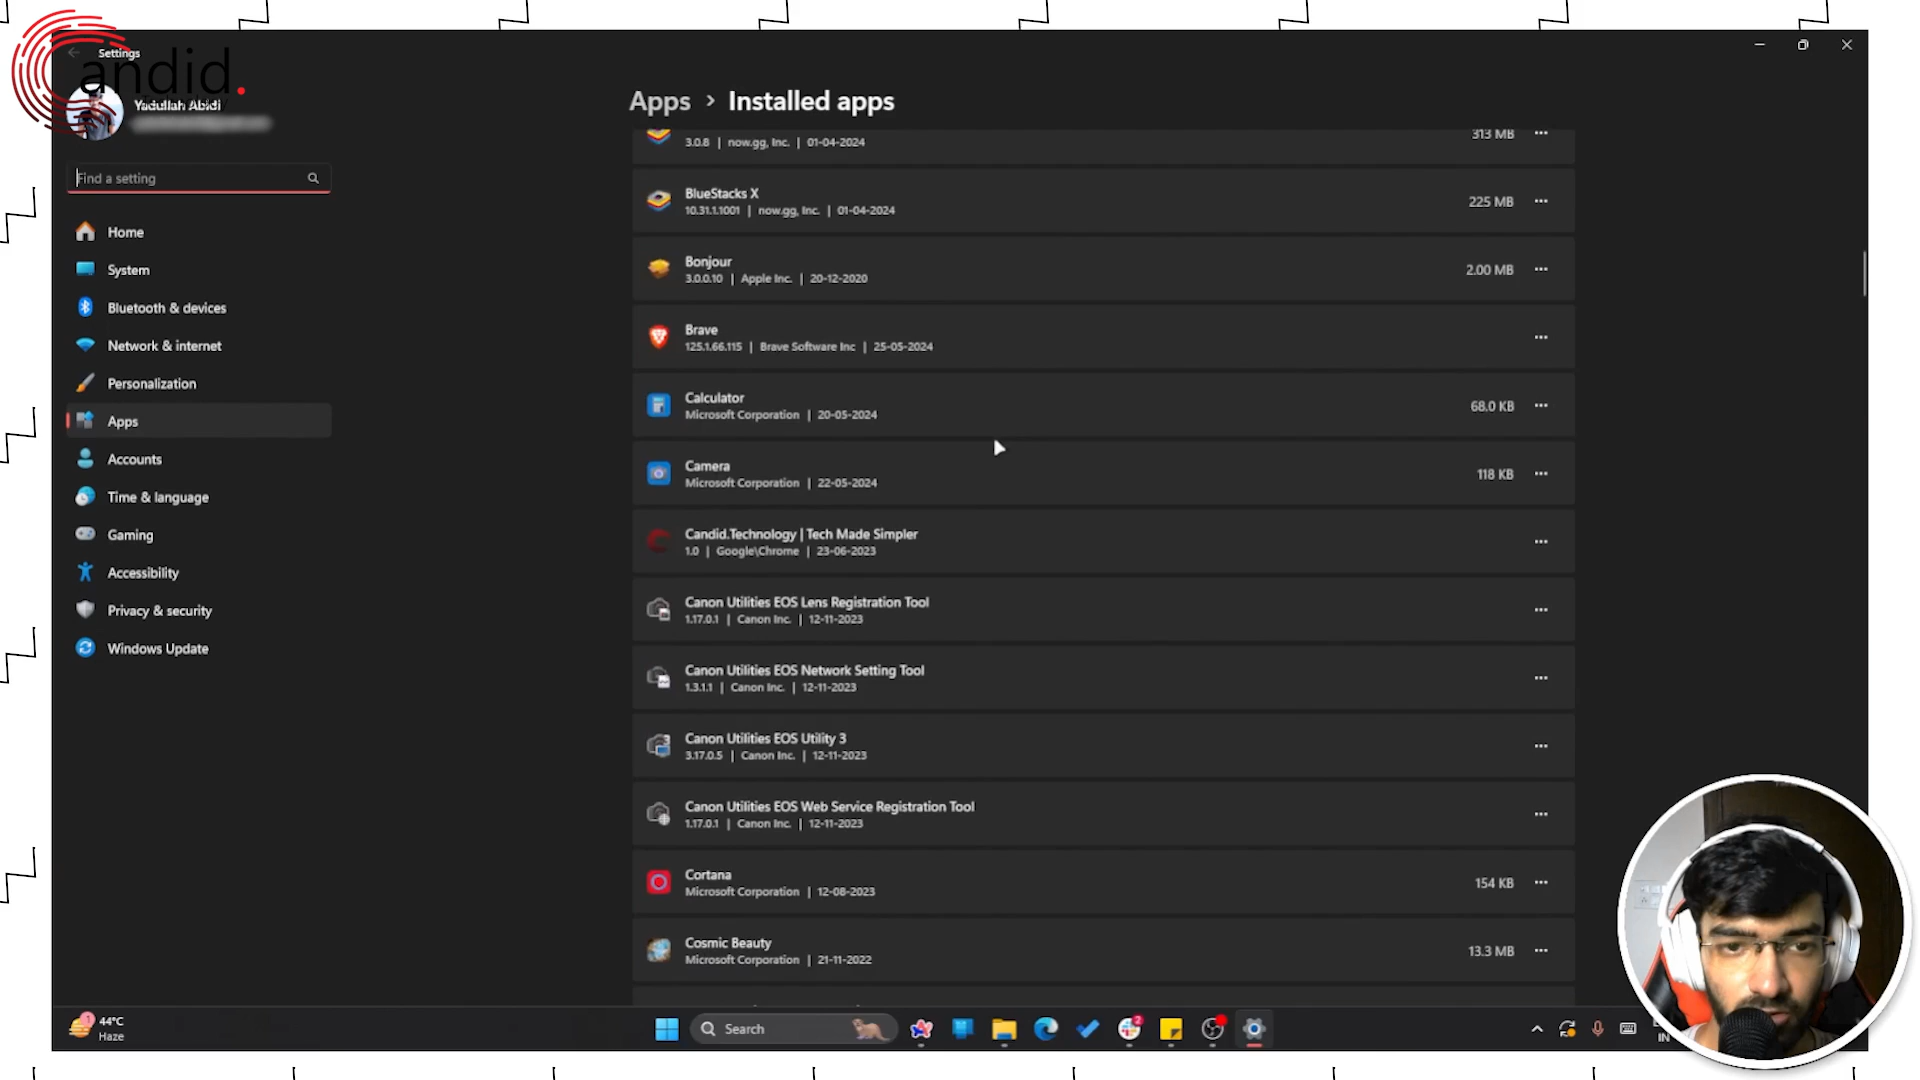 Settings
Candid.
Yadullah Abidi
Find a setting
Home
System
Bluetooth & devices
Network & internet
Personalization
Apps
Accounts
Time & language
Gaming
Accessibility
Privacy & security
Windows Update
Apps > Installed apps
3.0.8 | now.gg, Inc. | 01-04-2024
313 MB
BlueStacks X
10.31.1.1001 | now.gg, Inc. | 01-04-2024
225 MB
Bonjour
3.0.0.10 | Apple Inc. | 20-12-2020
2.00 MB
Brave
125.1.66.115 | Brave Software Inc | 25-05-2024
Calculator
Microsoft Corporation | 20-05-2024
68.0 KB
Camera
Microsoft Corporation | 22-05-2024
118 KB
Candid.Technology | Tech Made Simpler
1.0 | Google\Chrome | 23-06-2023
Canon Utilities EOS Lens Registration Tool
1.17.0.1 | Canon Inc. | 12-11-2023
Canon Utilities EOS Network Setting Tool
1.3.1.1 | Canon Inc. | 12-11-2023
Canon Utilities EOS Utility 3
3.17.0.5 | Canon Inc. | 12-11-2023
Canon Utilities EOS Web Service Registration Tool
1.17.0.1 | Canon Inc. | 12-11-2023
Cortana
Microsoft Corporation | 12-08-2023
154 KB
Cosmic Beauty
Microsoft Corporation | 21-11-2022
13.3 MB
1
44°C
Haze
Search
2
IN